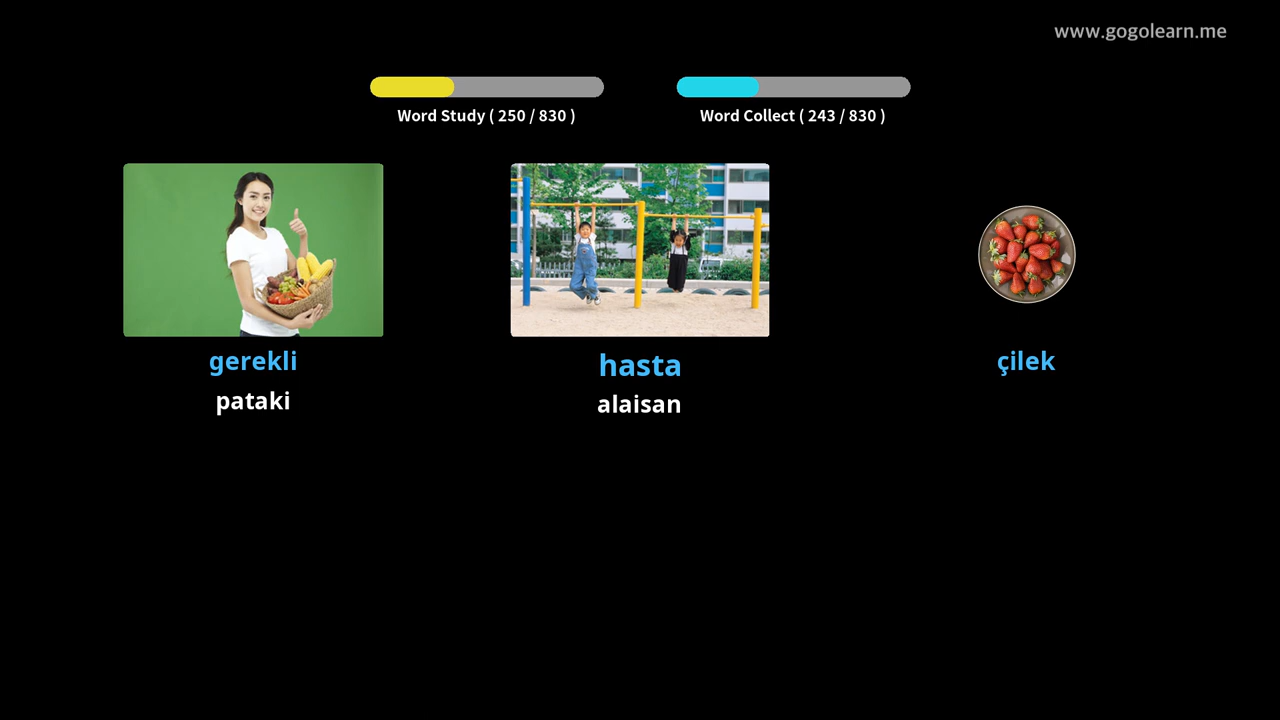 www.gogolearn.me
Word Study ( 250 / 830 )
Word Collect ( 243 / 830 )
gerekli
pataki
hasta
alaisan
çilek